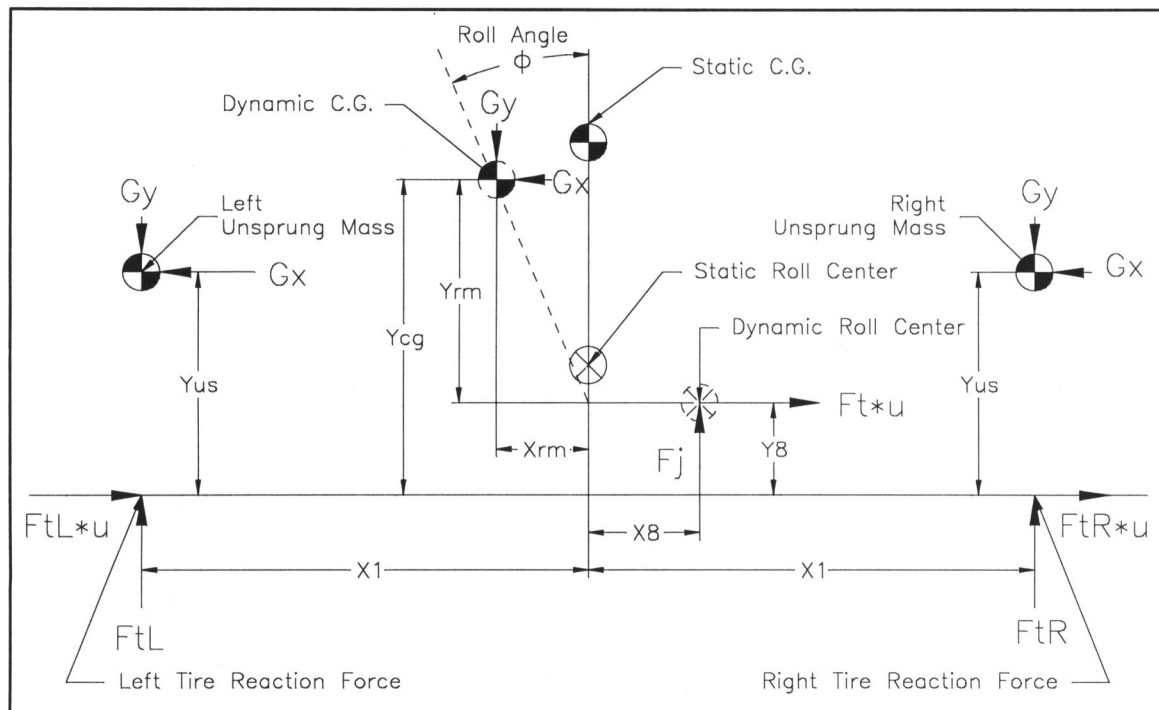 Roll Angle
ϕ
Static C.G.
Dynamic C.G.
Gy
Gx
Gy
Left
Unsprung Mass
Gx
Right
Unsprung Mass
Gy
Gx
Static Roll Center
Yrm
Ycg
Dynamic Roll Center
Yus
Yus
Ft*u
Xrm
Fj
Y8
FtL*u
X8
FtR*u
X1
X1
FtL
FtR
Left Tire Reaction Force
Right Tire Reaction Force